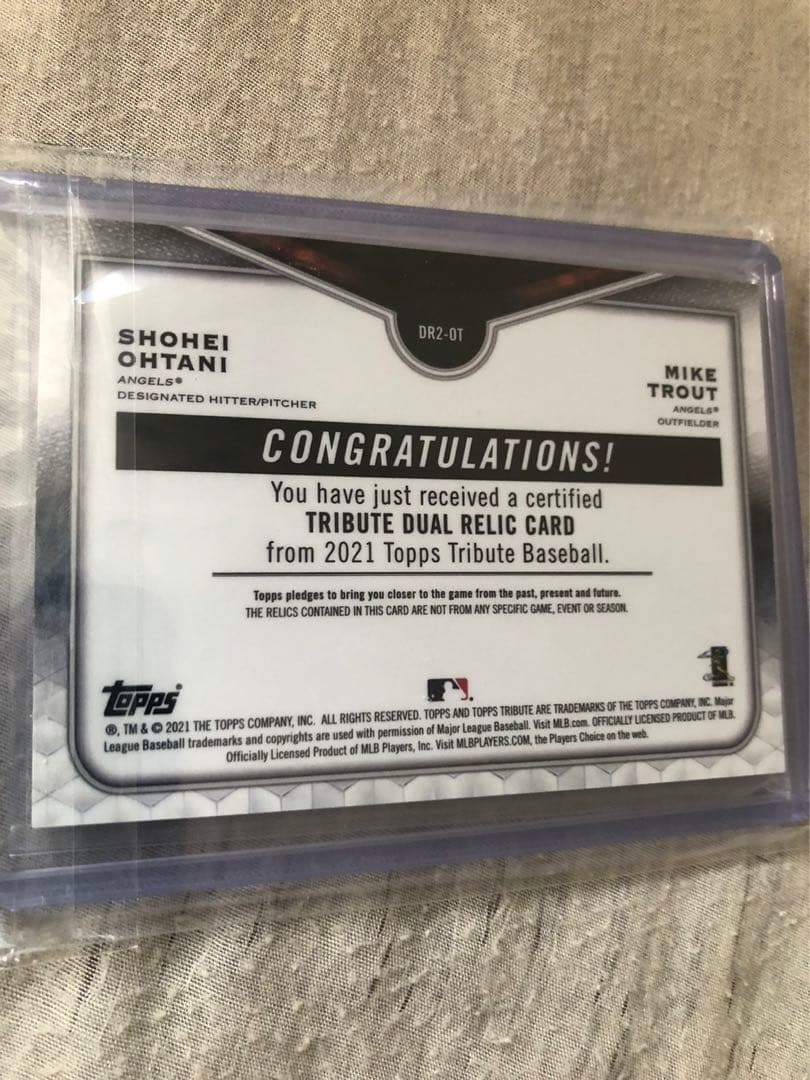 DR2-OT
SHOHEI
OHTANI
ANGELS®
DESIGNATED HITTER/PITCHER
MIKE
TROUT
ANGELS®
OUTFIELDER
CONGRATULATIONS!
You have just received a certified
TRIBUTE DUAL RELIC CARD
from 2021 Topps Tribute Baseball.
Topps pledges to bring you closer to the game from the past, present and future.
THE RELICS CONTAINED IN THIS CARD ARE NOT FROM ANY SPECIFIC GAME, EVENT OR SEASON.
Topps
®, TM & © 2021 THE TOPPS COMPANY, INC. ALL RIGHTS RESERVED. TOPPS AND TOPPS TRIBUTE ARE TRADEMARKS OF THE TOPPS COMPANY, INC. Major
League Baseball trademarks and copyrights are used with permission of Major League Baseball. Visit MLB.com. OFFICIALLY LICENSED PRODUCT OF MLB.
Officially Licensed Product of MLB Players, Inc. Visit MLBPLAYERS.COM, the Players Choice on the web.